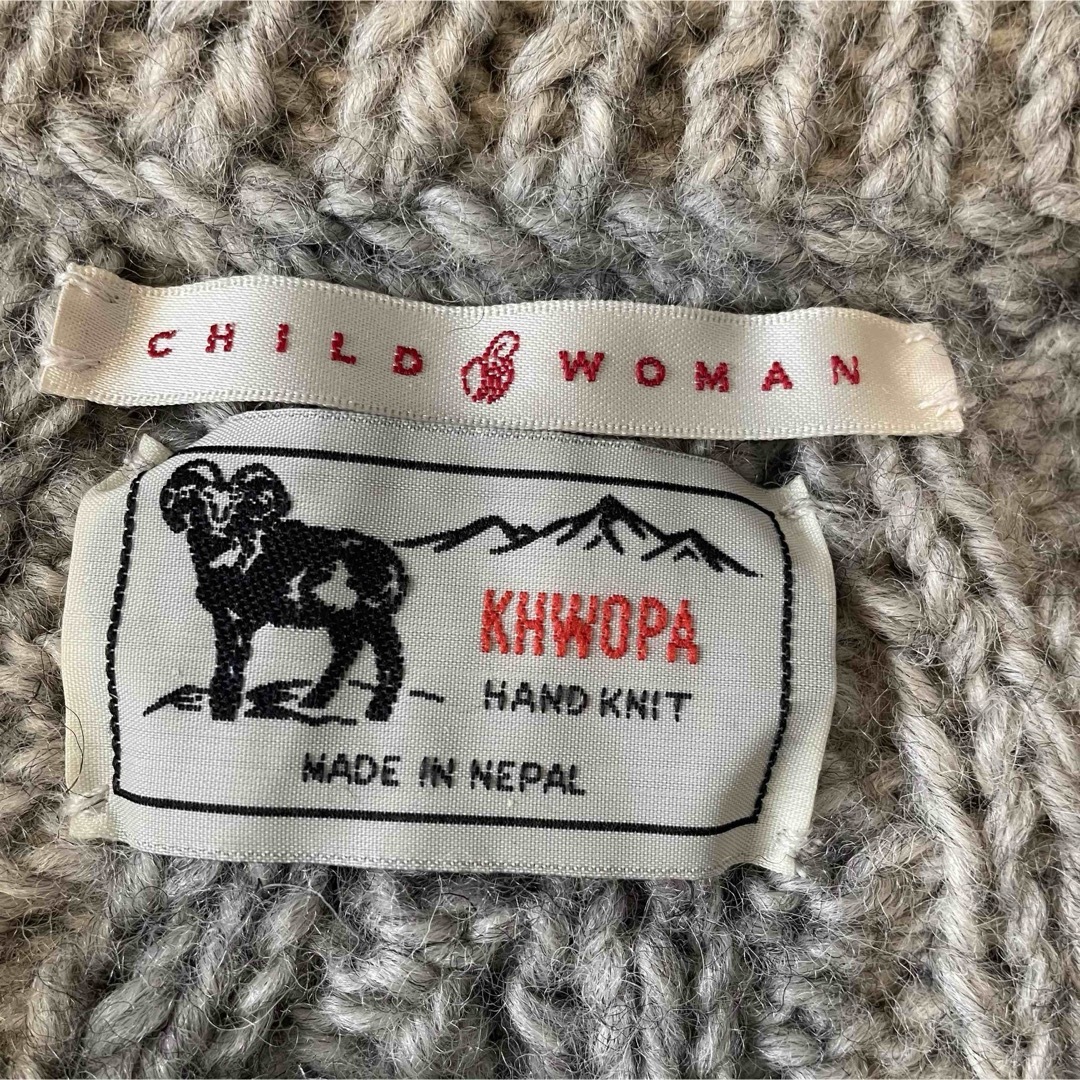 CHILD WOMAN
KHWOPA
HAND KNIT
MADE IN NEPAL